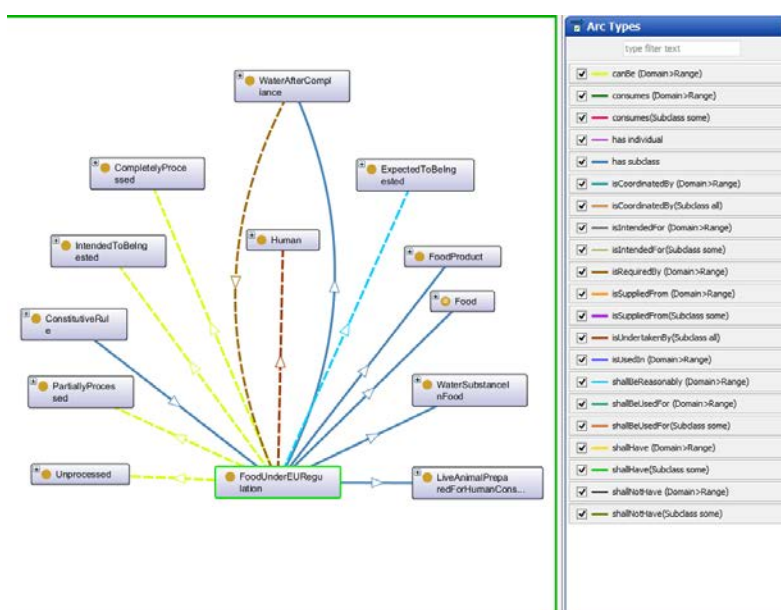 WaterAfterCompl
iance
CompletelyProce
ssed
ExpectedToBeIng
ested
IntendedToBeIng
ested
Human
FoodProduct
Food
ConstitutiveRul
e
PartiallyProces
sed
WaterSubstanceI
nFood
Unprocessed
FoodUnderEURegu
lation
LiveAnimalPrepa
redForHumanCons...
Arc Types
type filter text
canBe (Domain>Range)
consumes (Domain>Range)
consumes(Subclass some)
has individual
has subclass
isCoordinatedBy (Domain>Range)
isCoordinatedBy(Subclass all)
isIntendedFor (Domain>Range)
isIntendedFor(Subclass some)
isRequiredBy (Domain>Range)
isSuppliedFrom (Domain>Range)
isSuppliedFrom(Subclass some)
isUndertakenBy(Subclass all)
isUsedIn (Domain>Range)
shallBeReasonably (Domain>Range)
shallBeUsedFor (Domain>Range)
shallBeUsedFor(Subclass some)
shallHave (Domain>Range)
shallHave(Subclass some)
shallNotHave (Domain>Range)
shallNotHave(Subclass some)